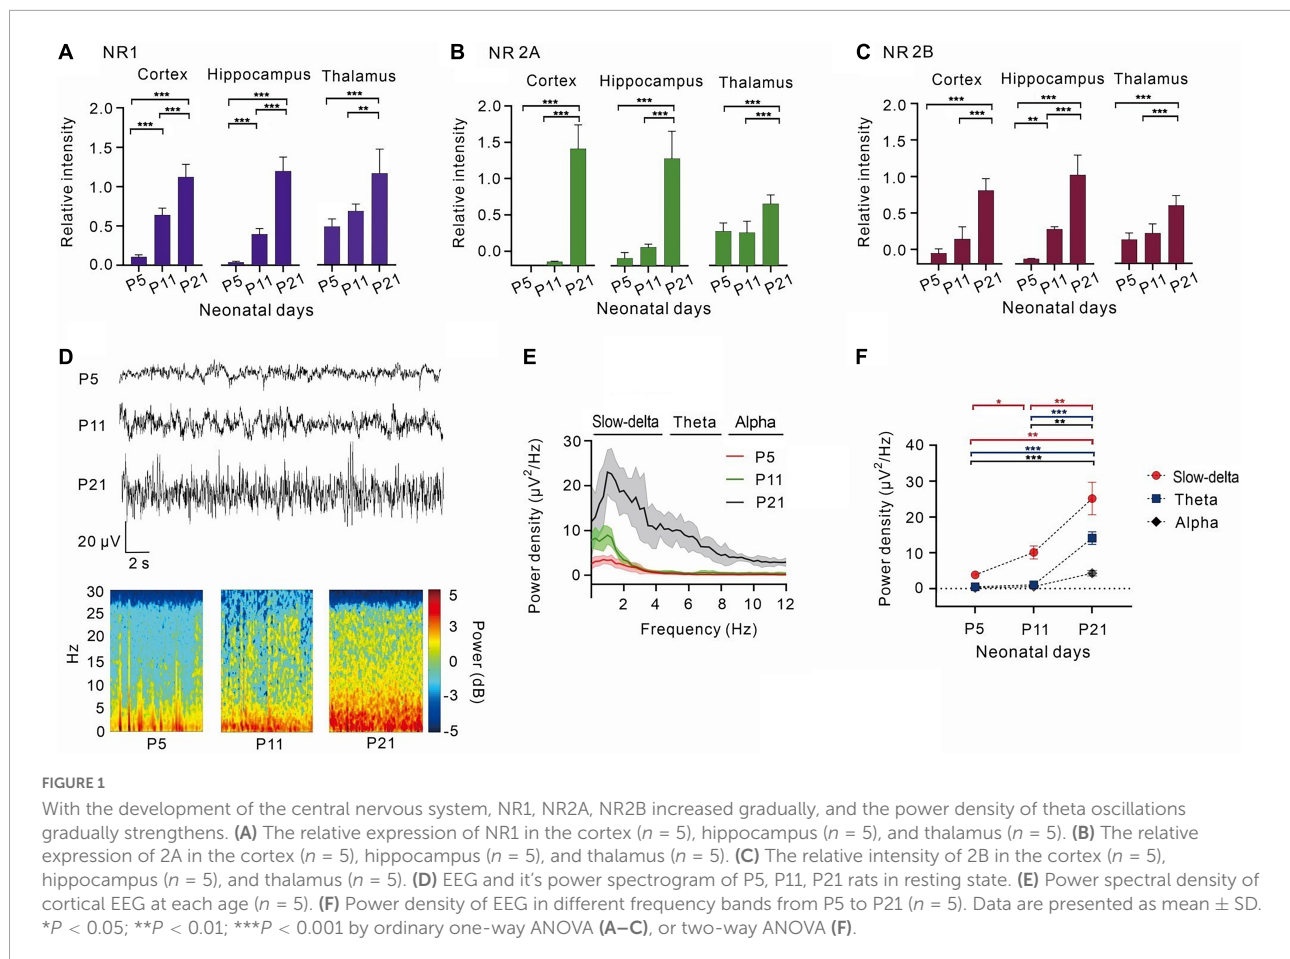 A NR1
Cortex Hippocampus Thalamus
*** *** ***
*** *** **
*** ***
Relative intensity
2.0
1.5
1.0
0.5
0.0
P5 P11 P21 P5 P11 P21 P5 P11 P21
Neonatal days
B NR 2A
Cortex Hippocampus Thalamus
*** *** ***
*** *** ***
Relative intensity
2.0
1.5
1.0
0.5
0.0
P5 P11 P21 P5 P11 P21 P5 P11 P21
Neonatal days
C NR 2B
Cortex Hippocampus Thalamus
*** *** ***
*** *** ***
**
Relative intensity
2.0
1.5
1.0
0.5
0.0
P5 P11 P21 P5 P11 P21 P5 P11 P21
Neonatal days
D
P5
P11
P21
20 µV
2 s
Hz
30
25
20
15
10
5
0
P5 P11 P21
5
3
0
-3
-5
Power (dB)
E
Slow-delta Theta Alpha
Power density (µV²/Hz)
30
20
10
0
P5
P11
P21
2 4 6 8 10 12
Frequency (Hz)
F
* **
***
**
**
***
***
Power density (µV²/Hz)
40
30
20
10
0
Slow-delta
Theta
Alpha
P5 P11 P21
Neonatal days
FIGURE 1
With the development of the central nervous system, NR1, NR2A, NR2B increased gradually, and the power density of theta oscillations
gradually strengthens. (A) The relative expression of NR1 in the cortex (n = 5), hippocampus (n = 5), and thalamus (n = 5). (B) The relative
expression of 2A in the cortex (n = 5), hippocampus (n = 5), and thalamus (n = 5). (C) The relative intensity of 2B in the cortex (n = 5),
hippocampus (n = 5), and thalamus (n = 5). (D) EEG and it's power spectrogram of P5, P11, P21 rats in resting state. (E) Power spectral density of
cortical EEG at each age (n = 5). (F) Power density of EEG in different frequency bands from P5 to P21 (n = 5). Data are presented as mean ± SD.
*P < 0.05; **P < 0.01; ***P < 0.001 by ordinary one-way ANOVA (A–C), or two-way ANOVA (F).